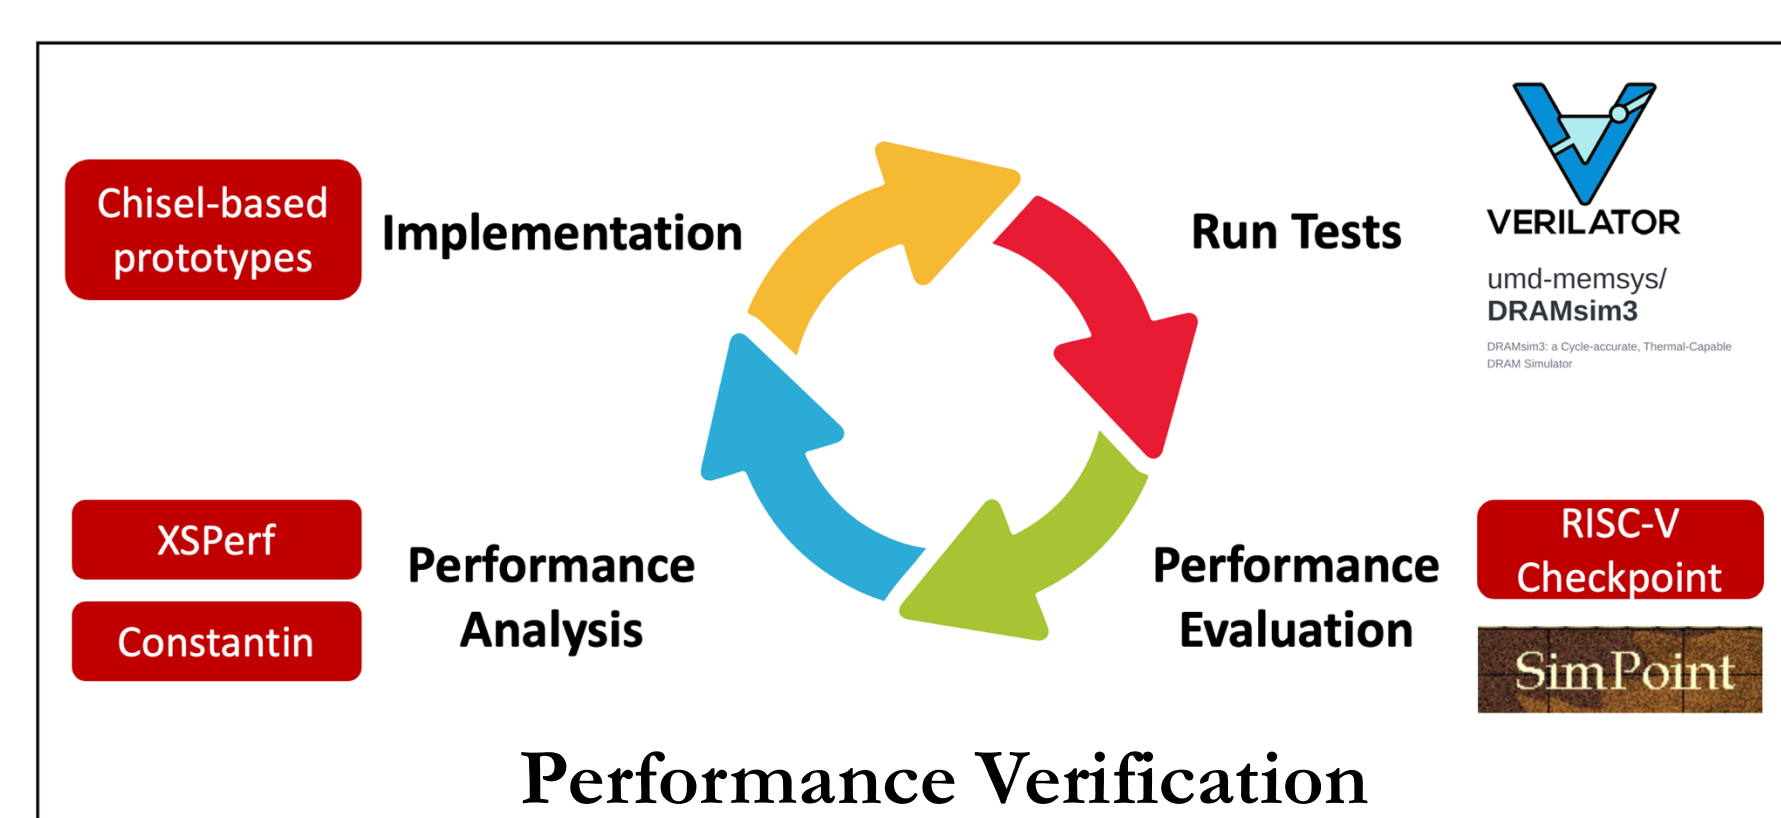 Chisel-based
prototypes
Implementation
Run Tests
VERILATOR
umd-memsys/
DRAMsim3
DRAMsim3: a Cycle-accurate, Thermal-Capable
DRAM Simulator
XSPerf
Constantin
Performance
Analysis
Performance
Evaluation
RISC-V
Checkpoint
SimPoint
Performance Verification